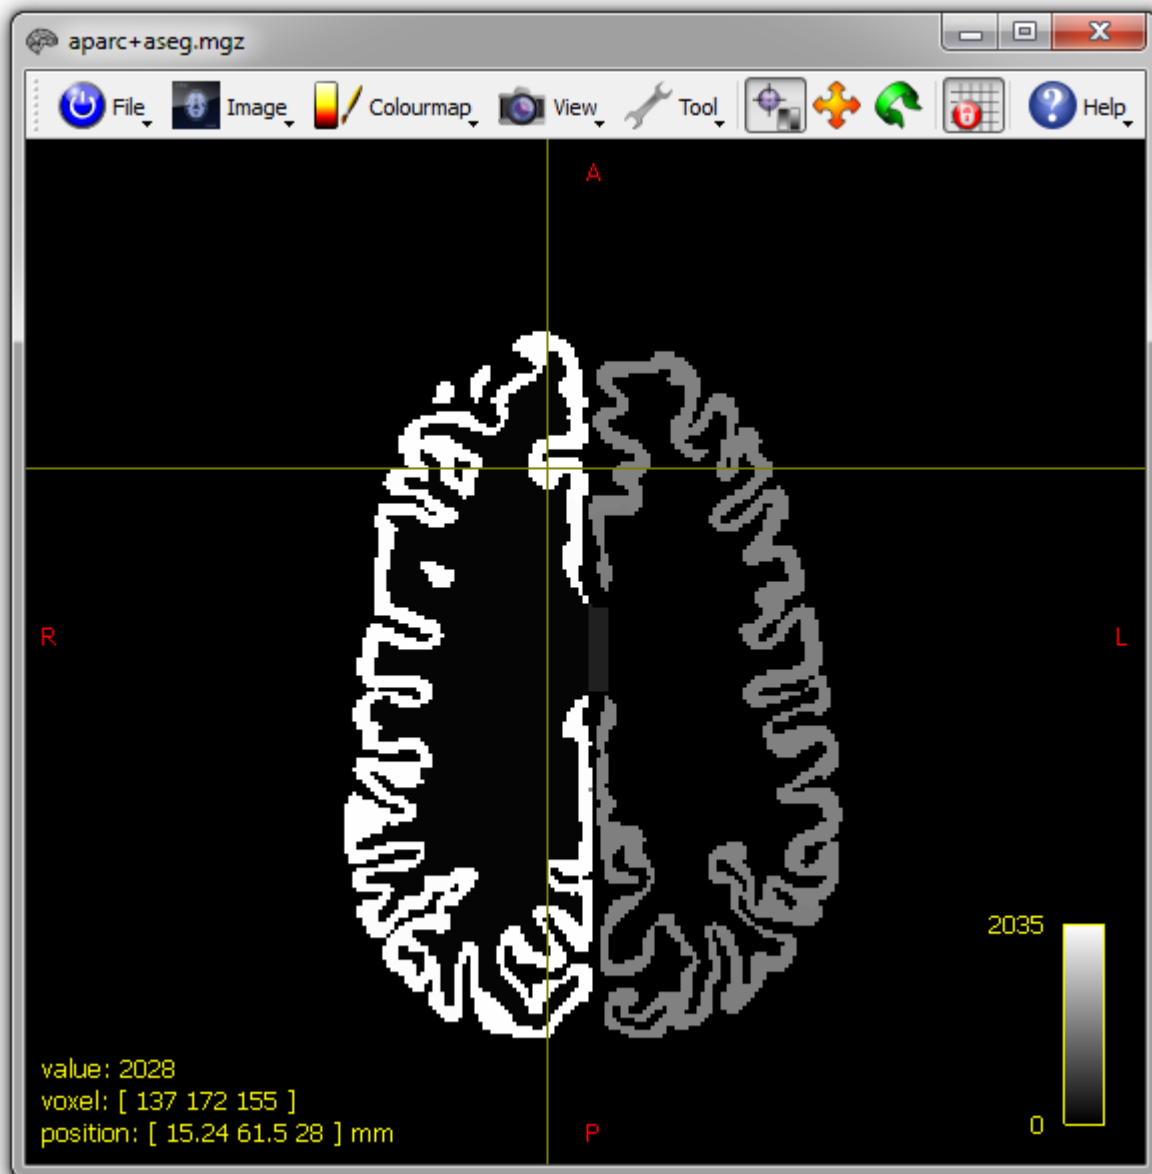 aparc+aseg.mgz
File Image Colourmap View Tool Help
A
R L
2035
value: 2028
voxel: [ 137 172 155 ]
position: [ 15.24 61.5 28 ] mm
0
P